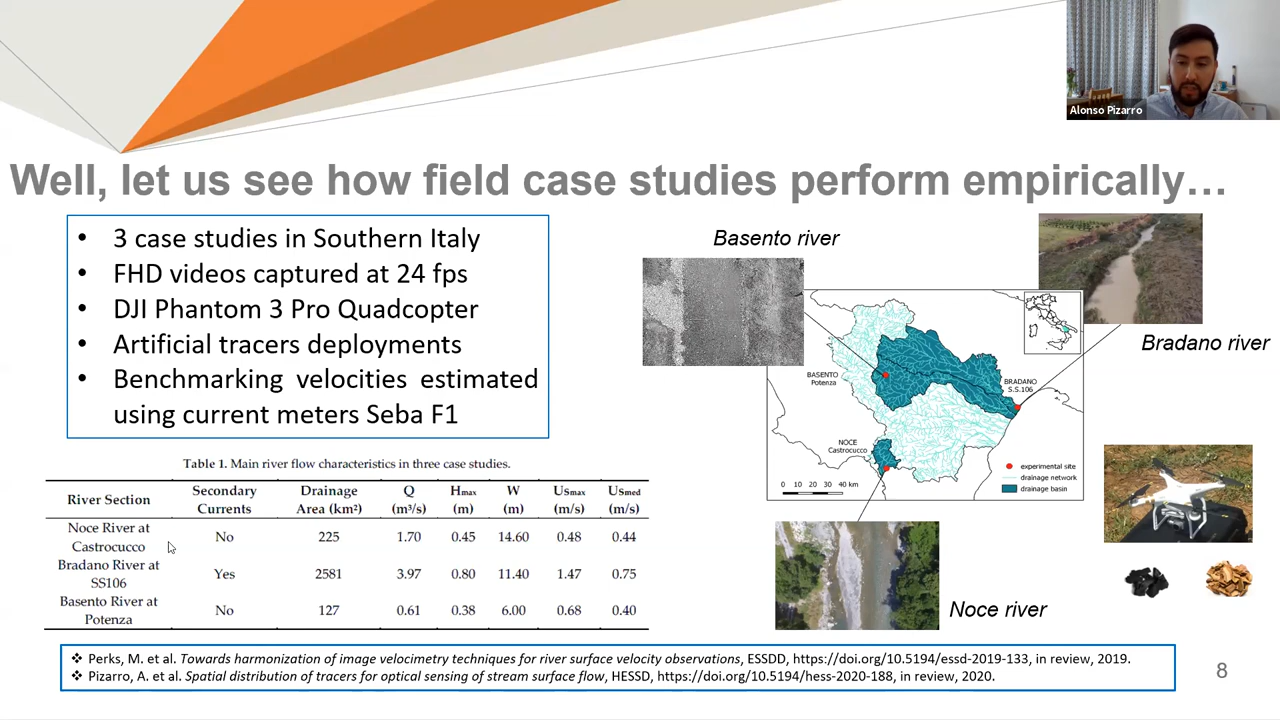 Alonso Pizarro
Well, let us see how field case studies perform empirically…
• 3 case studies in Southern Italy
• FHD videos captured at 24 fps
• DJI Phantom 3 Pro Quadcopter
• Artificial tracers deployments
• Benchmarking velocities estimated
using current meters Seba F1
Basento river
Bradano river
BASENTO
Potenza
BRADANO
S.S.106
NOCE
Castrocucco
0 10 20 30 40 km
experimental site
drainage network
drainage basin
Noce river
Table 1. Main river flow characteristics in three case studies.
River Section Secondary Currents Drainage Area (km²) Q (m³/s) Hmax (m) W (m) USmax (m/s) USmed (m/s)
Noce River at Castrocucco No 225 1.70 0.45 14.60 0.48 0.44
Bradano River at SS106 Yes 2581 3.97 0.80 11.40 1.47 0.75
Basento River at Potenza No 127 0.61 0.38 6.00 0.68 0.40
❖ Perks, M. et al. Towards harmonization of image velocimetry techniques for river surface velocity observations, ESSDD, https://doi.org/10.5194/essd-2019-133, in review, 2019.
❖ Pizarro, A. et al. Spatial distribution of tracers for optical sensing of stream surface flow, HESSD, https://doi.org/10.5194/hess-2020-188, in review, 2020.
8